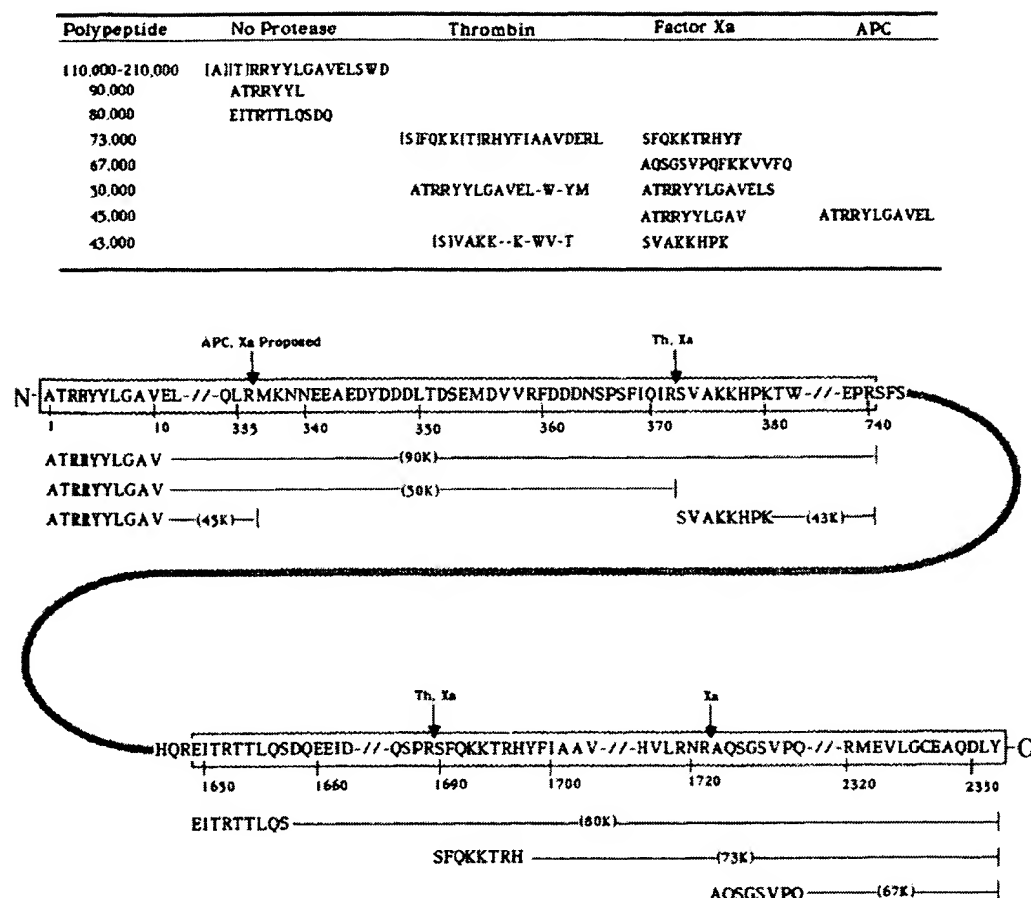 Polypeptide No Protease Thrombin Factor Xa APC
110,000-210,000 [A][T]RRYYLGAVELSWD
90,000 ATRRYYL
80,000 EITRTTLQSDQ
73,000 [S]FQKK[T]RHYFIAAVDERL SFQKKTRHYF
67,000 AQSGSVPQFKKVVFQ
50,000 ATRRYYLGAVEL-W-YM ATRRYYLGAVELS
45,000 ATRRYYLGAV ATRRYLGAVEL
43,000 [S]VAKK--K-WV-T SVAKKHPK
APC, Xa Proposed Th, Xa
N- ATRRYYLGAVEL-//-QLRMKNNEEAEDYDDDLTDSEMDVVRFDDDNSPSFIQIRSVAKKHPKTW-//-EPRSFS
1 10 335 340 350 360 370 380 740
ATRRYYLGAV (90K)
ATRRYYLGAV (50K)
ATRRYYLGAV (45K) SVAKKHPK (43K)
Th, Xa Xa
HQREITRTTLQSDQEEID-//-QSPRSFQKKTRHYFIAAV-//-HVLRNRAQSGSVPQ-//-RMEVLGCEAQDLY -C
1650 1660 1690 1700 1720 2320 2330
EITRTTLQS (80K)
SFQKKTRH (73K)
AQSGSVPQ (67K)